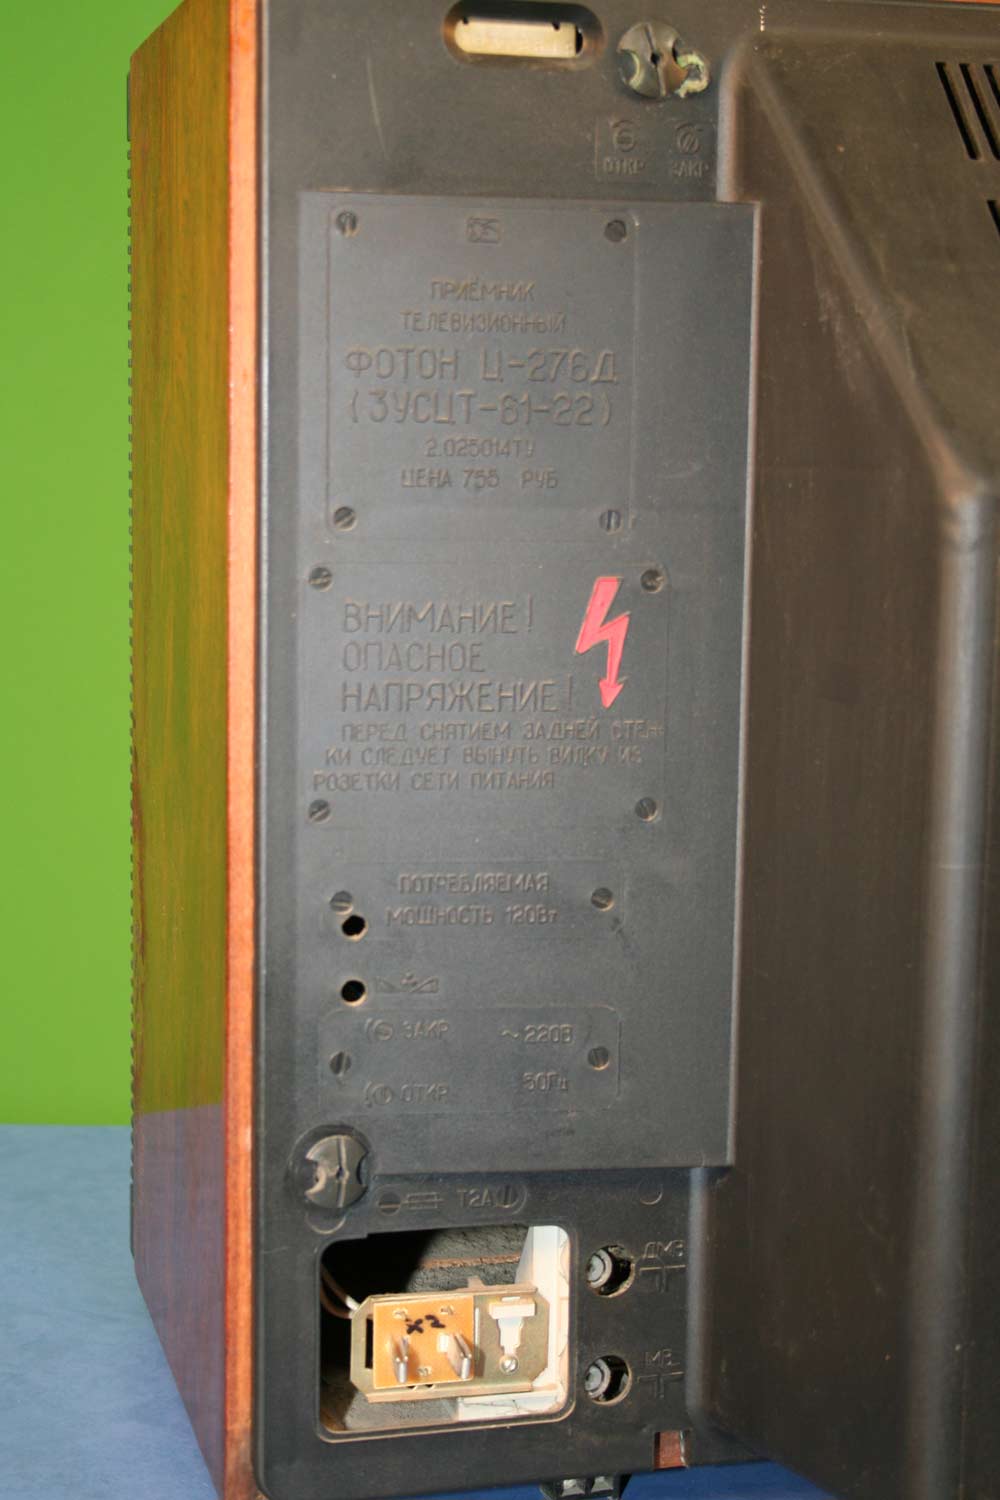 ОТКР ЗАКР
ПРИЁМНИК
ТЕЛЕВИЗИОННЫЙ
ФОТОН Ц-276Д
(3УСЦТ-61-22)
2.025014ТУ
ЦЕНА 755 РУБ
ВНИМАНИЕ!
ОПАСНОЕ
НАПРЯЖЕНИЕ!
ПЕРЕД СНЯТИЕМ ЗАДНЕЙ СТЕН-
КИ СЛЕДУЕТ ВЫНУТЬ ВИЛКУ ИЗ
РОЗЕТКИ СЕТИ ПИТАНИЯ
ПОТРЕБЛЯЕМАЯ
МОЩНОСТЬ 120Вт
ЗАКР ~220В
50Гц
ОТКР
Т2А
ДМВ
X2
МВ